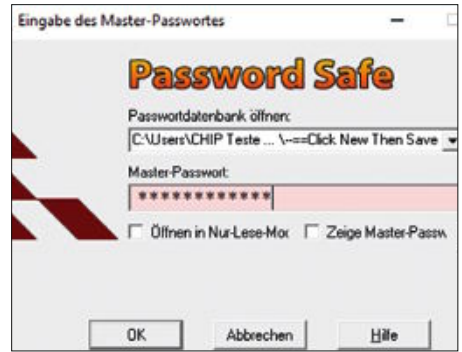 Eingabe des Master-Passwortes
Password Safe
Passwortdatenbank öffnen:
C:\Users\CHIP Teste ... \--==Click New Then Save
Master-Passwort:
************
Öffnen in Nur-Lese-Moc Zeige Master-Passw
OK Abbrechen Hilfe